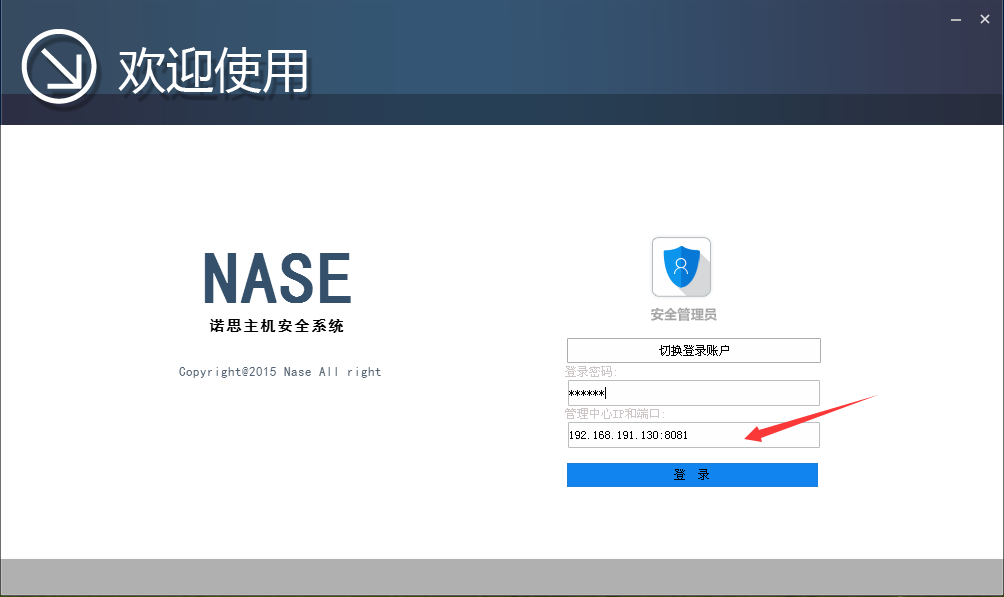 欢迎使用
NASE
诺思主机安全系统
Copyright@2015 Nase All right
安全管理员
切换登录账户
登录密码:
******
管理中心IP和端口:
192.168.191.130:8081
登 录